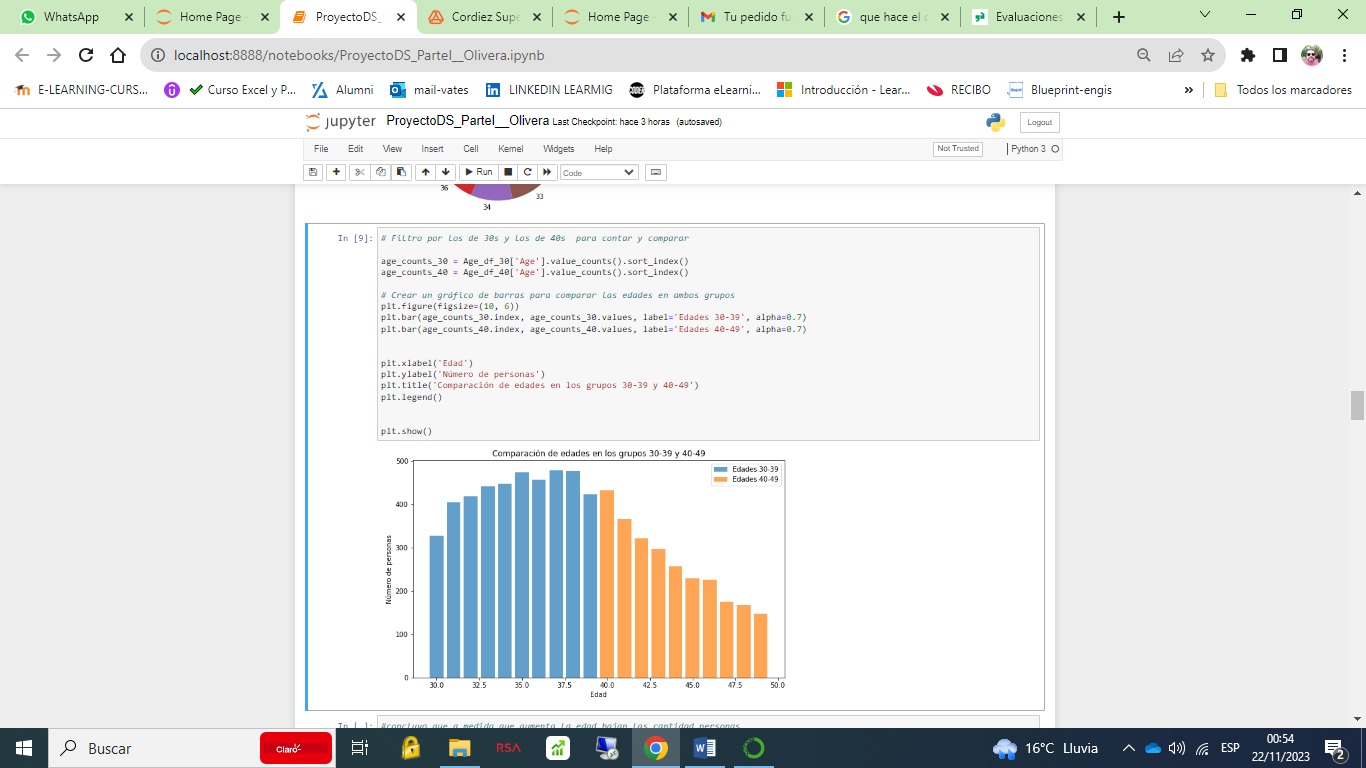 WhatsApp
Home Page -
ProyectoDS_
Cordiez Supe
Home Page -
Tu pedido fu
que hace el c
Evaluaciones
localhost:8888/notebooks/ProyectoDS_ParteI__Olivera.ipynb
E-LEARNING-CURS...
Curso Excel y P...
Alumni
mail-vates
LINKEDIN LEARMIG
Plataforma eLearni...
Introducción - Lear...
RECIBO
Blueprint-engis
»
Todos los marcadores
jupyter ProyectoDS_ParteI__Olivera Last Checkpoint: hace 3 horas (autosaved)
Logout
File Edit View Insert Cell Kernel Widgets Help
Not Trusted
Python 3
Run
Code
36
33
34
In [9]:
# Filtro por los de 30s y los de 40s  para contar y comparar
age_counts_30 = Age_df_30['Age'].value_counts().sort_index()
age_counts_40 = Age_df_40['Age'].value_counts().sort_index()
# Crear un gráfico de barras para comparar las edades en ambos grupos
plt.figure(figsize=(10, 6))
plt.bar(age_counts_30.index, age_counts_30.values, label='Edades 30-39', alpha=0.7)
plt.bar(age_counts_40.index, age_counts_40.values, label='Edades 40-49', alpha=0.7)
plt.xlabel('Edad')
plt.ylabel('Número de personas')
plt.title('Comparación de edades en los grupos 30-39 y 40-49')
plt.legend()
plt.show()
Comparación de edades en los grupos 30-39 y 40-49
Edades 30-39
Edades 40-49
500
400
300
200
100
0
Número de personas
30.0 32.5 35.0 37.5 40.0 42.5 45.0 47.5 50.0
Edad
In [ ]:
#concluyo que a medida que aumenta la edad bajan las cantidad personas
Buscar
Claro
RSA
16°C Lluvia
ESP
00:54
22/11/2023
2